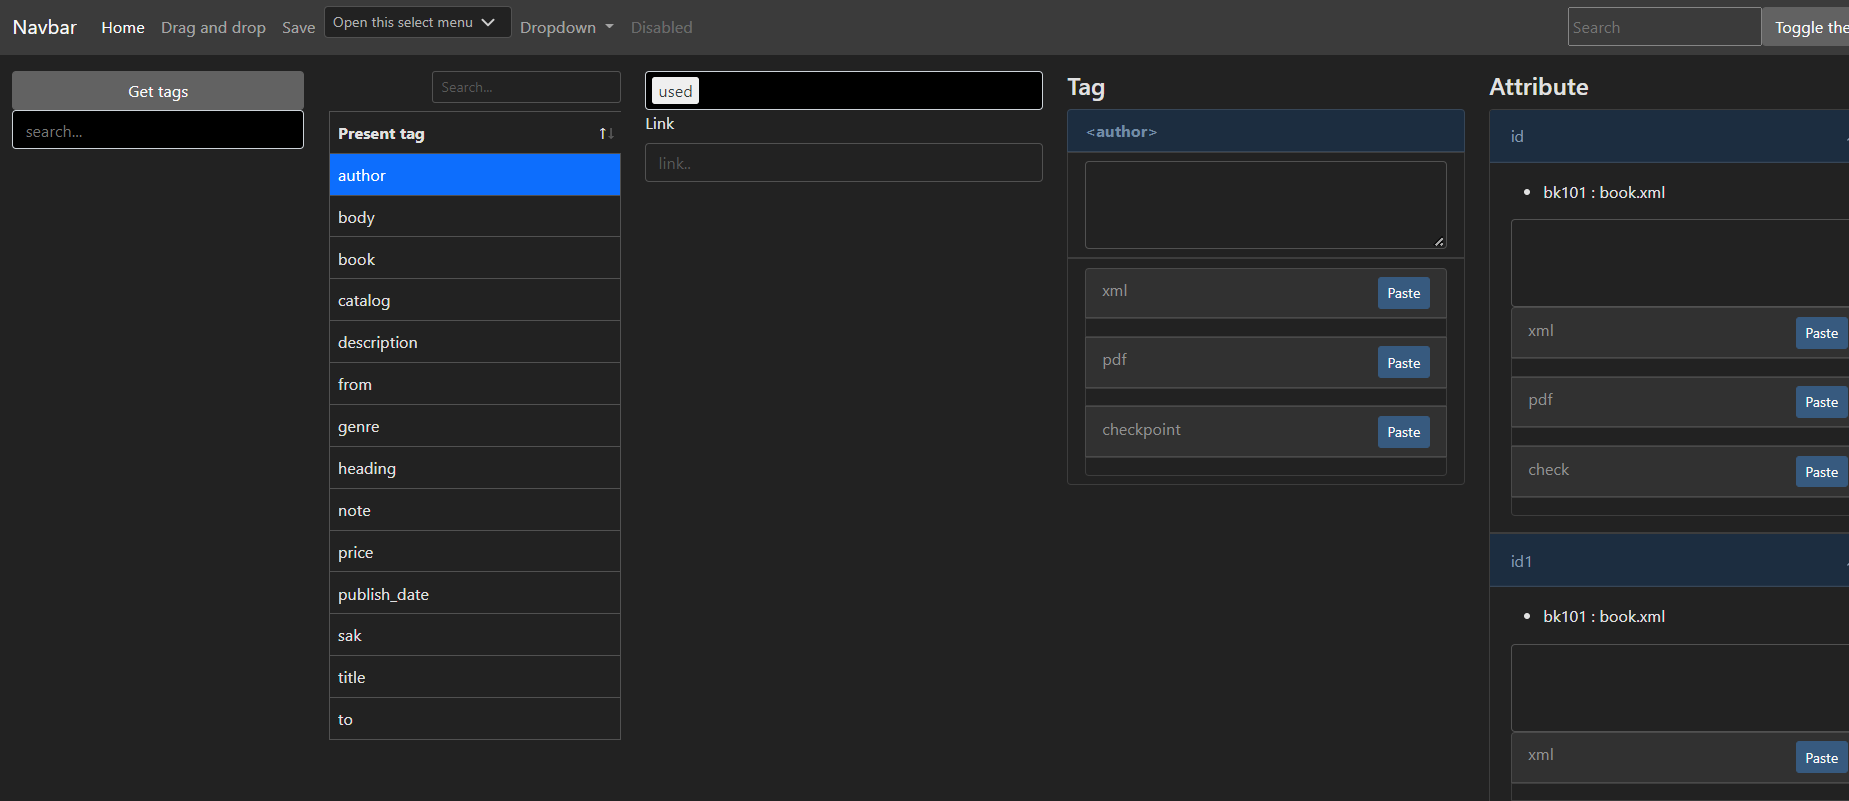 Navbar Home Drag and drop Save Open this select menu Dropdown Disabled Search Toggle the
Get tags
search...
Search...
Present tag
author
body
book
catalog
description
from
genre
heading
note
price
publish_date
sak
title
to
used
Link
link..
Tag
<author>
xml Paste
pdf Paste
checkpoint Paste
Attribute
id
bk101 : book.xml
xml Paste
pdf Paste
check Paste
id1
bk101 : book.xml
xml Paste